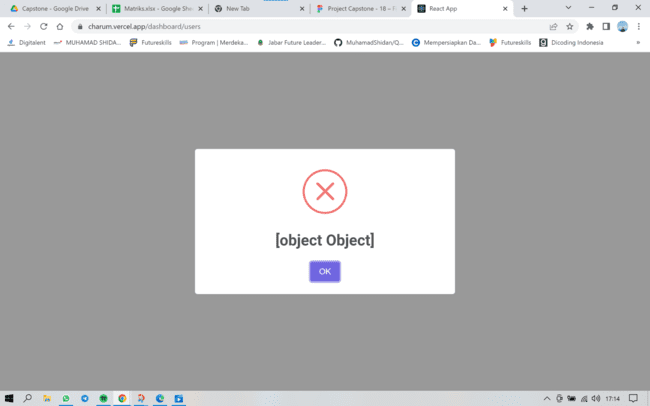 Capstone - Google Drive
Matriks.xlsx - Google She
New Tab
Project Capstone - 18 – F
React App
charum.vercel.app/dashboard/users
Digitalent
MUHAMAD SHIDA...
Futureskills
Program | Merdeka...
Jabar Future Leader...
MuhamadShidan/Q...
Mempersiapkan Da...
Futureskills
Dicoding Indonesia
»
[object Object]
OK
17:14